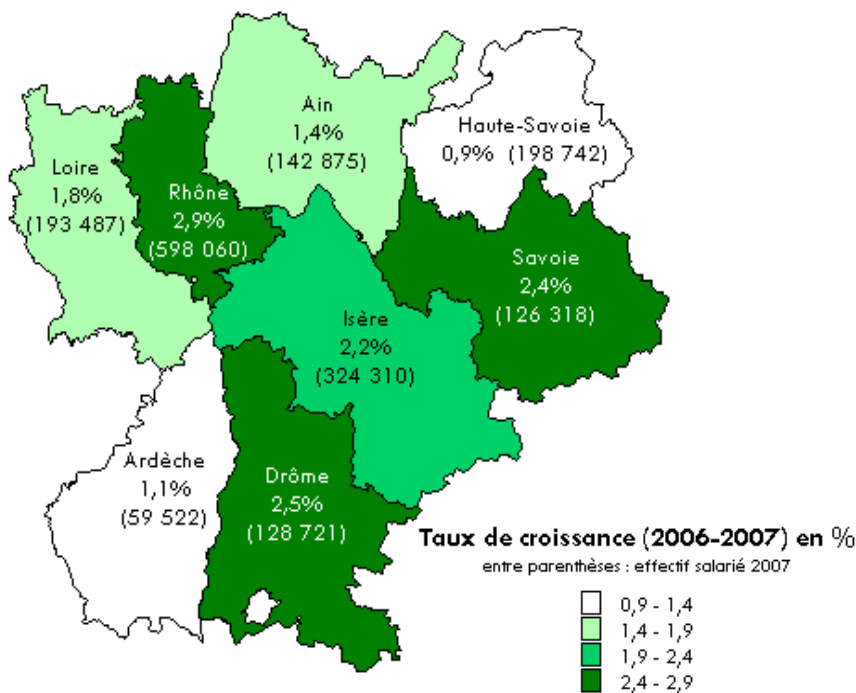 Ain
1,4%
(142 875)
Haute-Savoie
0,9% (198 742)
Loire
1,8%
(193 487)
Rhône
2,9%
(598 060)
Savoie
2,4%
(126 318)
Isère
2,2%
(324 310)
Ardèche
1,1%
(59 522)
Drôme
2,5%
(128 721)
Taux de croissance (2006-2007) en %
entre parenthèses : effectif salarié 2007
0,9 - 1,4
1,4 - 1,9
1,9 - 2,4
2,4 - 2,9